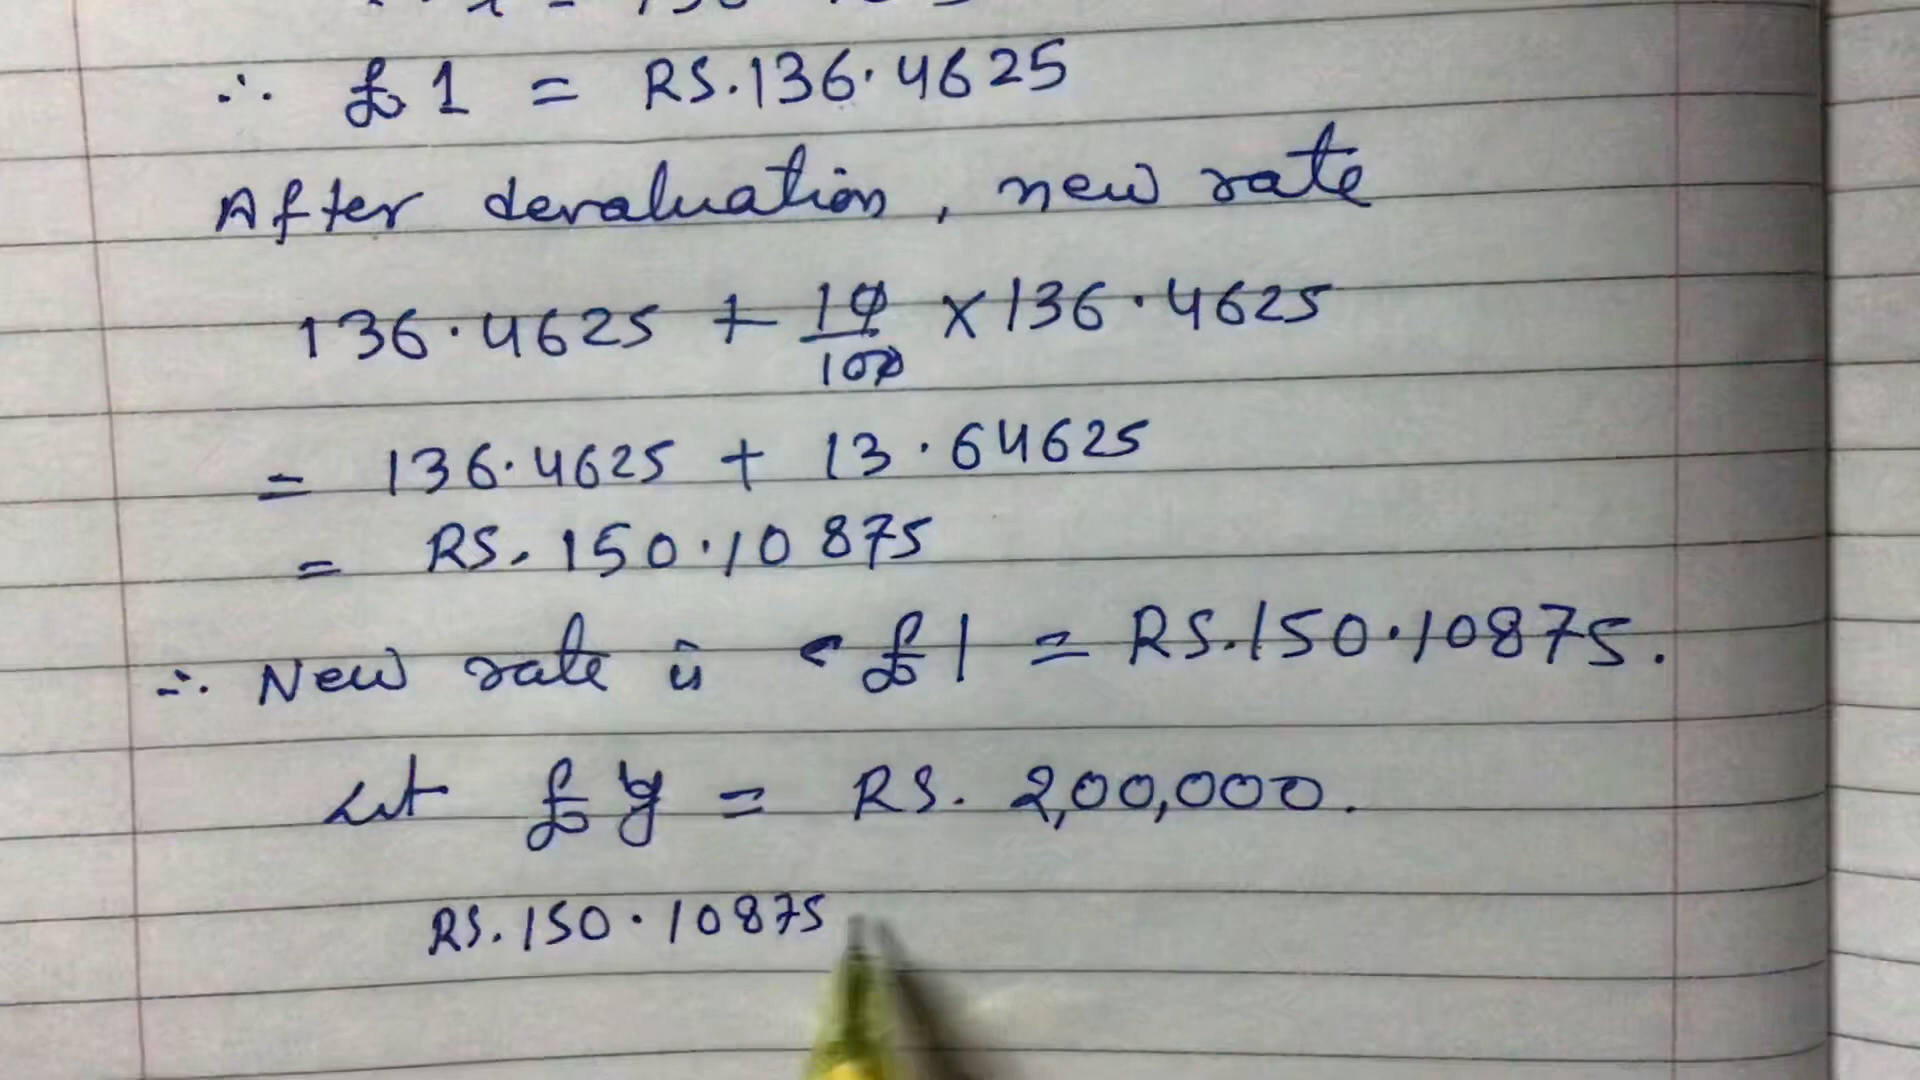 ∴ £1 = RS.136.4625
After devaluation, new rate
136.4625 + 10/100 × 136.4625
= 136.4625 + 13.64625
= RS. 150.10875
∴ New rate is £1 = RS.150.10875.
Let £ y = RS. 2,00,000.
RS.150.10875